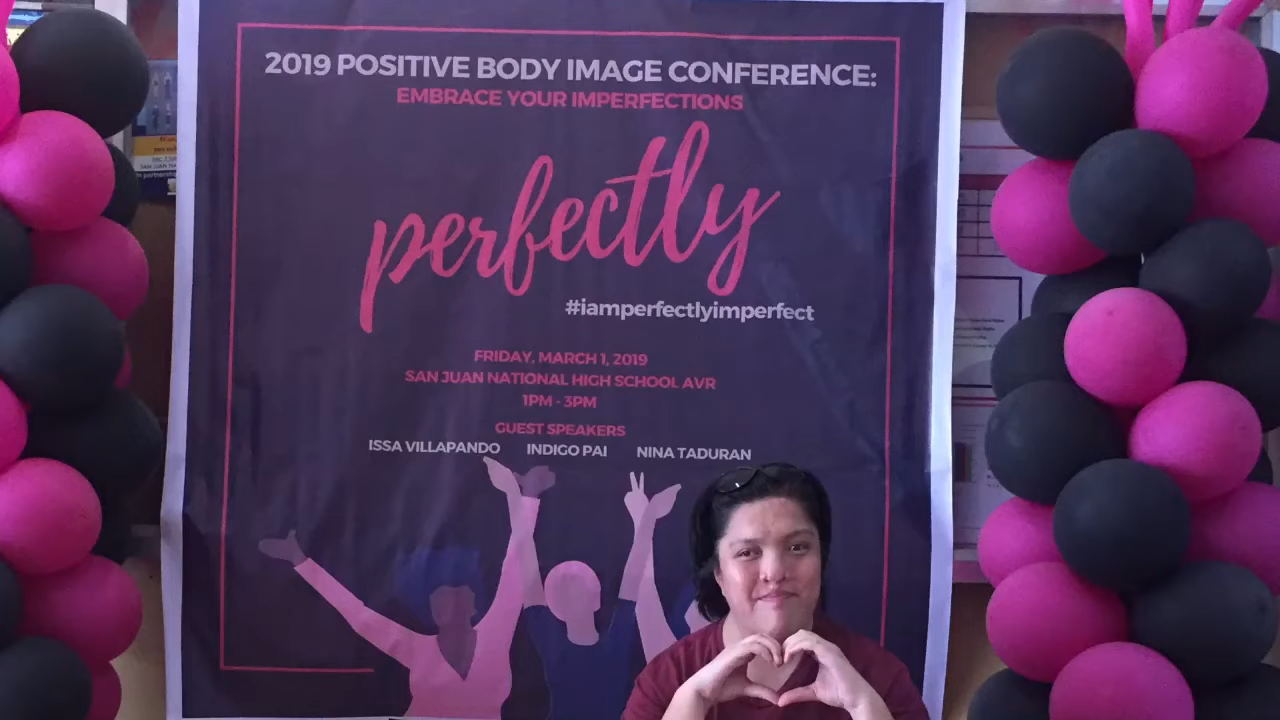 2019 POSITIVE BODY IMAGE CONFERENCE:
EMBRACE YOUR IMPERFECTIONS
perfectly
#iamperfectlyimperfect
FRIDAY, MARCH 1, 2019
SAN JUAN NATIONAL HIGH SCHOOL AVR
1PM - 3PM
GUEST SPEAKERS
ISSA VILLAPANDO INDIGO PAI NINA TADURAN